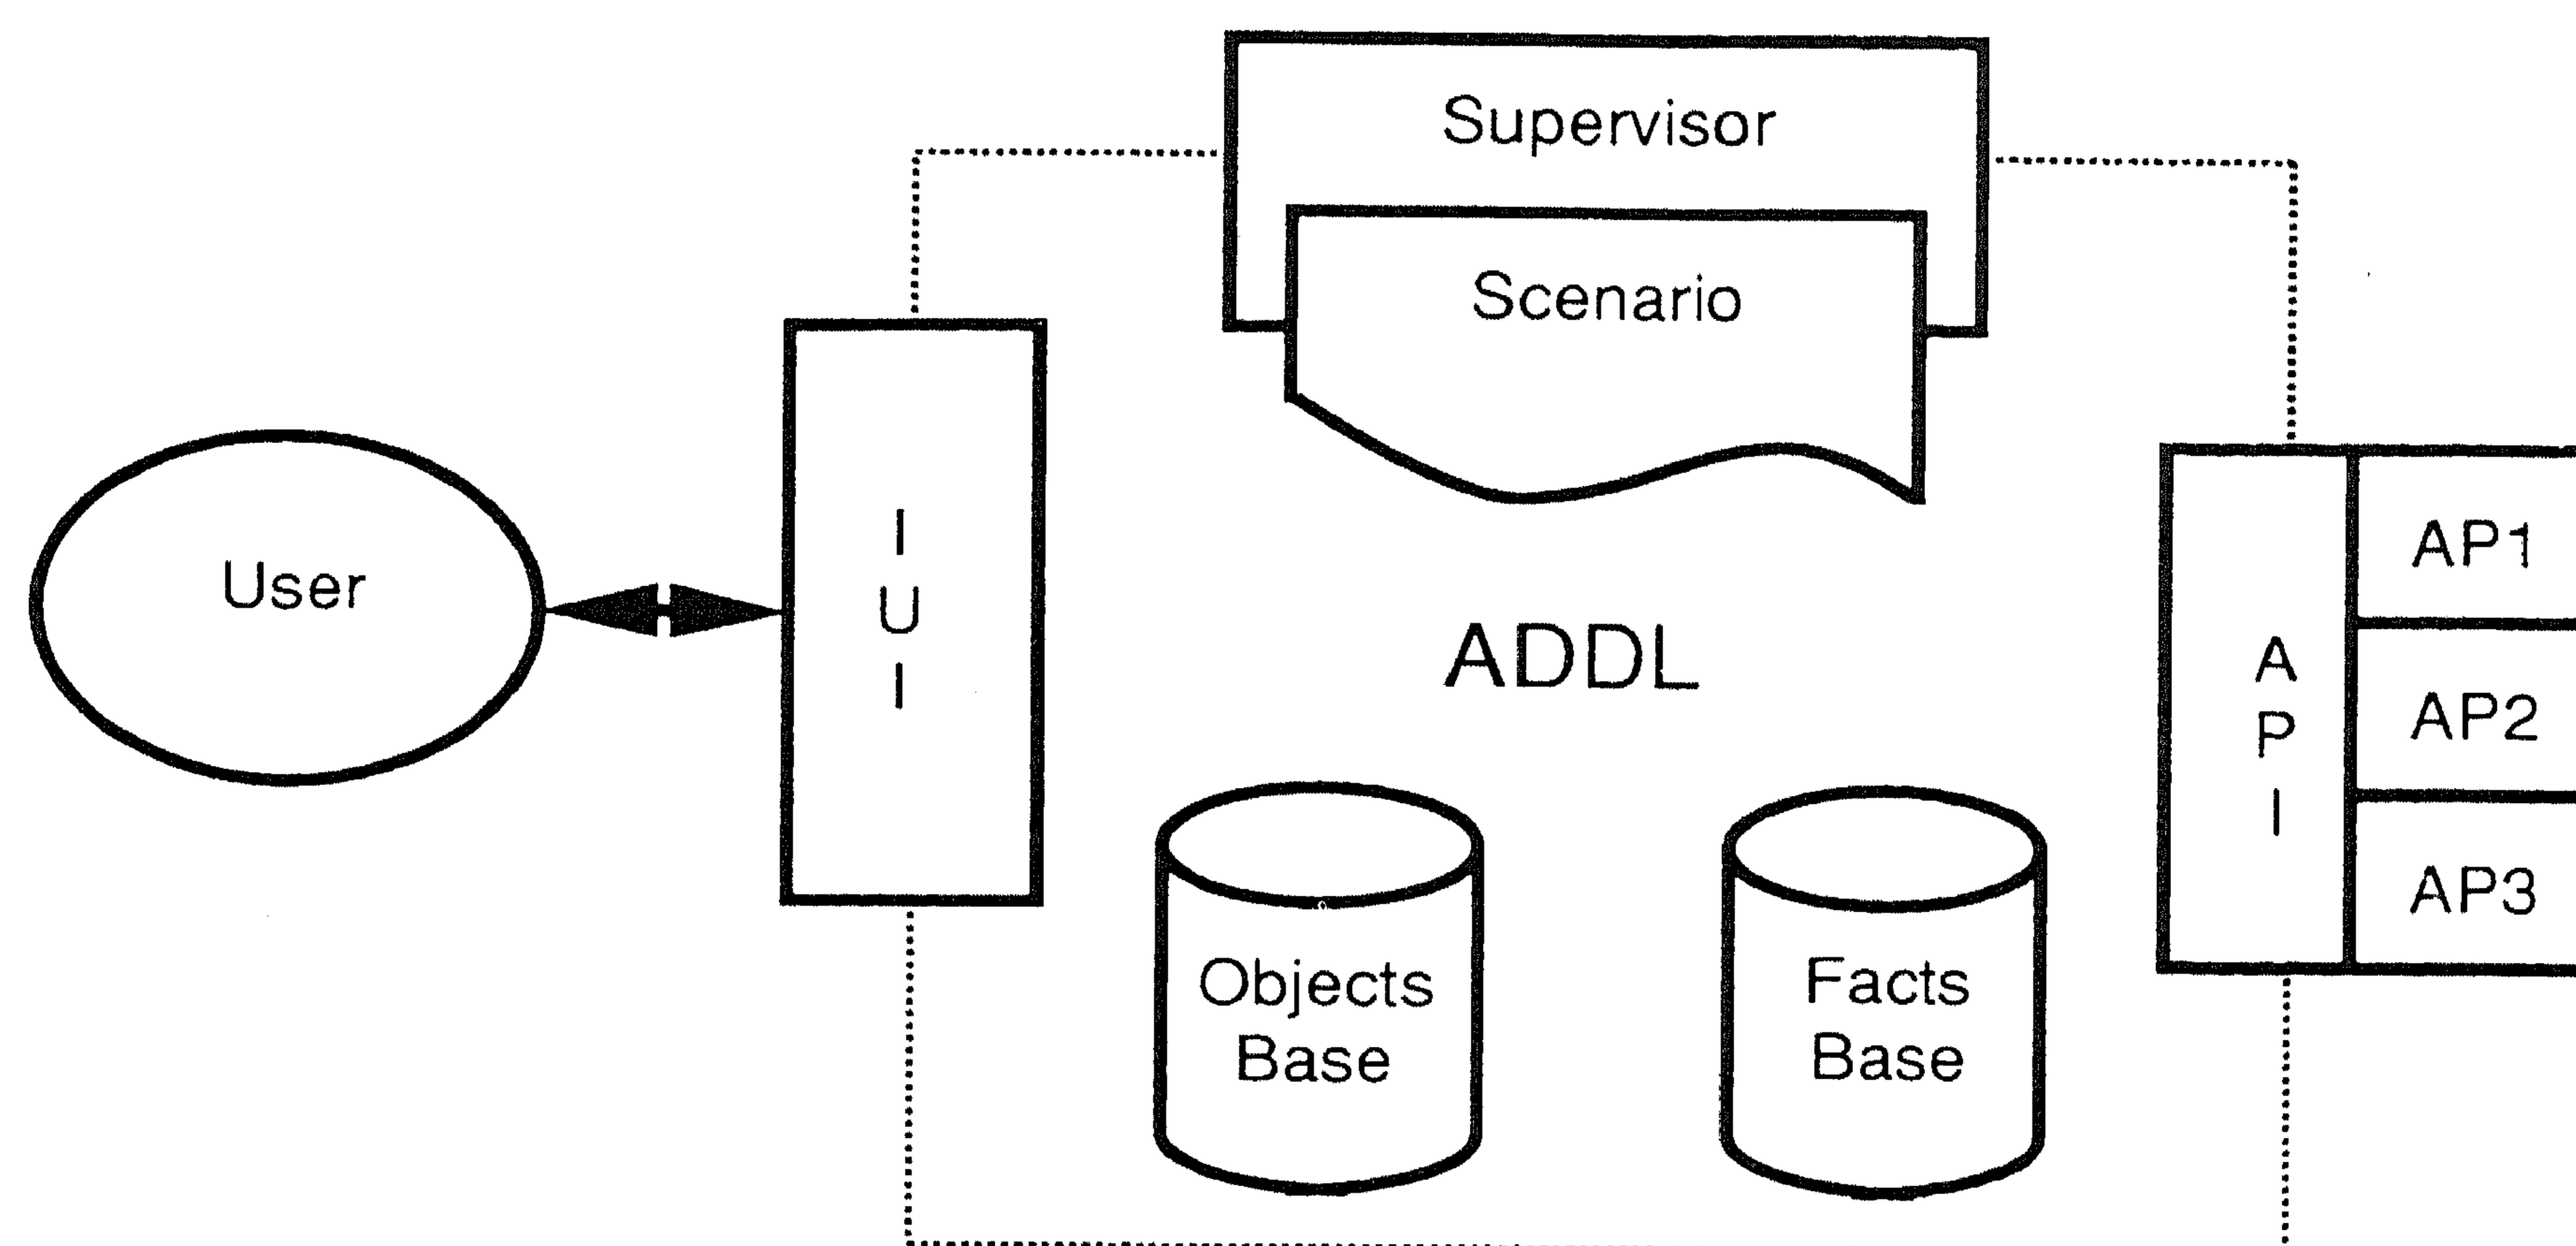 Supervisor
Scenario
User
I
U
I
ADDL
A
P
I
AP1
AP2
AP3
Objects
Base
Facts
Base